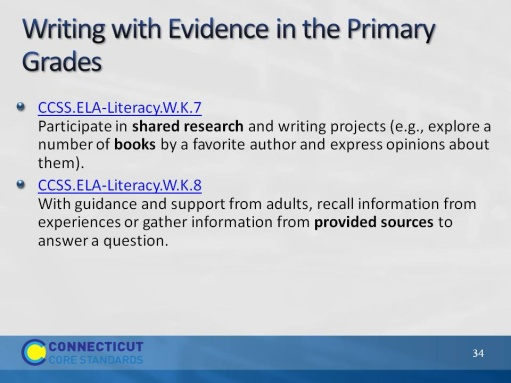 Writing with Evidence in the Primary
Grades
CCSS.ELA-Literacy.W.K.7
Participate in shared research and writing projects (e.g., explore a
number of books by a favorite author and express opinions about
them).
CCSS.ELA-Literacy.W.K.8
With guidance and support from adults, recall information from
experiences or gather information from provided sources to
answer a question.
CONNECTICUT
CORE STANDARDS
34